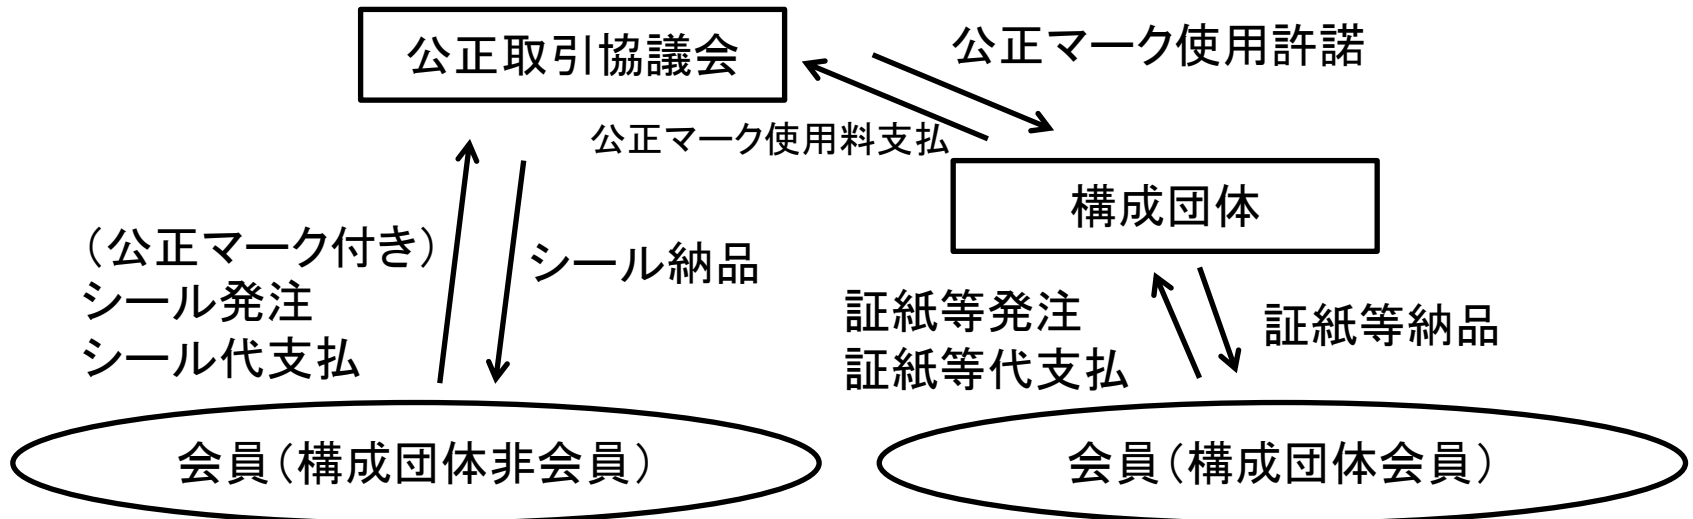 公正取引協議会
公正マーク使用許諾
公正マーク使用料支払
構成団体
（公正マーク付き）
シール発注
シール代支払
シール納品
証紙等発注
証紙等代支払
証紙等納品
会員（構成団体非会員）
会員（構成団体会員）